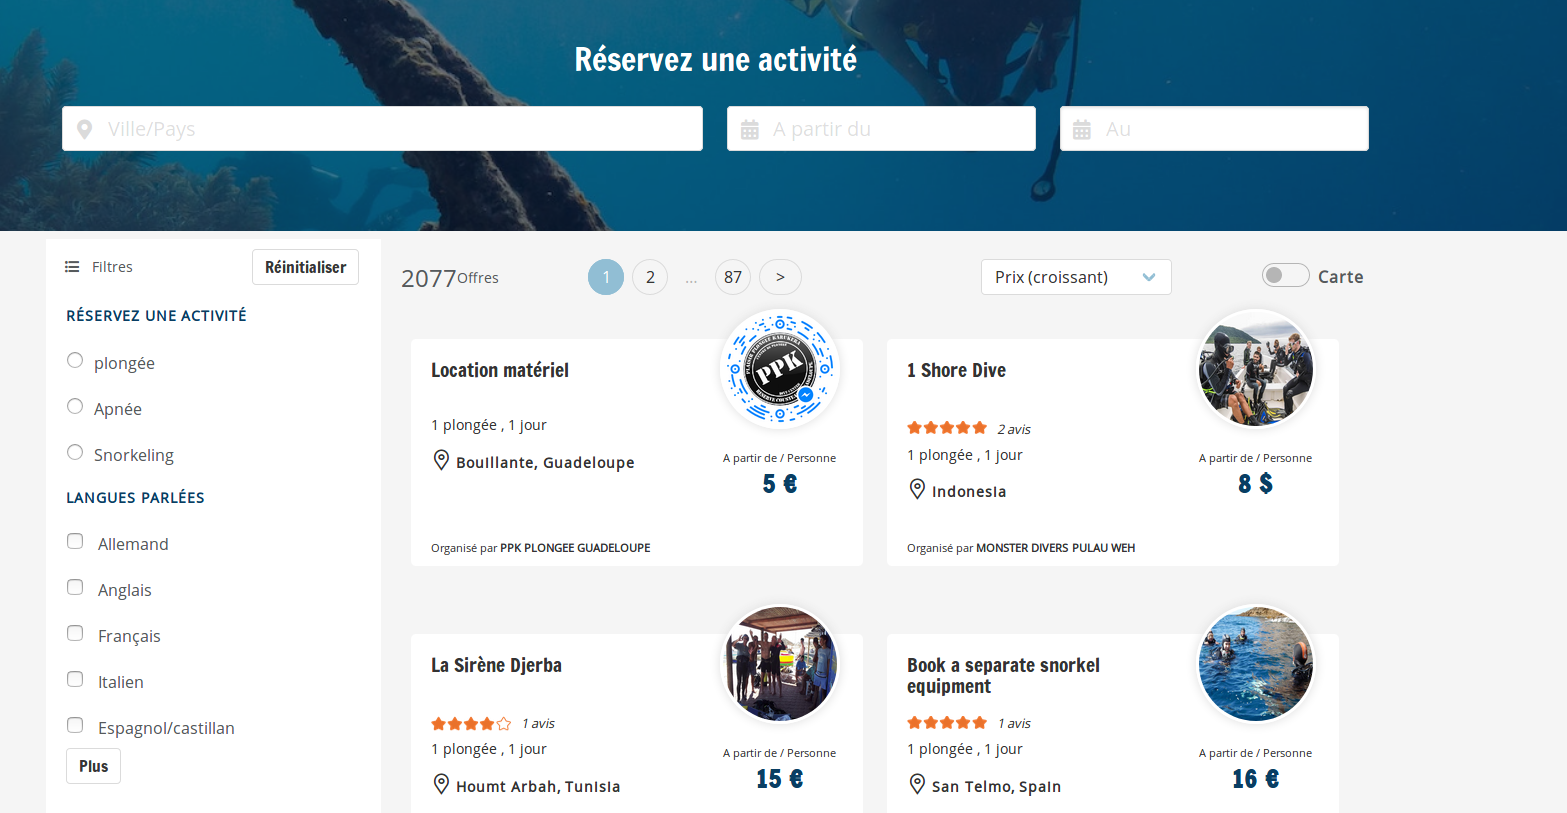 Réservez une activité
Ville/Pays
A partir du
Au
Filtres
Réinitialiser
RÉSERVEZ UNE ACTIVITÉ
plongée
Apnée
Snorkeling
LANGUES PARLÉES
Allemand
Anglais
Français
Italien
Espagnol/castillan
Plus
2077 Offres
1 2 ... 87 >
Prix (croissant)
Carte
Location matériel
PPK
1 plongée , 1 jour
Bouillante, Guadeloupe
A partir de / Personne
5 €
Organisé par PPK PLONGEE GUADELOUPE
1 Shore Dive
2 avis
1 plongée , 1 jour
Indonesia
A partir de / Personne
8 $
Organisé par MONSTER DIVERS PULAU WEH
La Sirène Djerba
1 avis
1 plongée , 1 jour
Houmt Arbah, Tunisia
A partir de / Personne
15 €
Book a separate snorkel
equipment
1 avis
1 plongée , 1 jour
San Telmo, Spain
A partir de / Personne
16 €